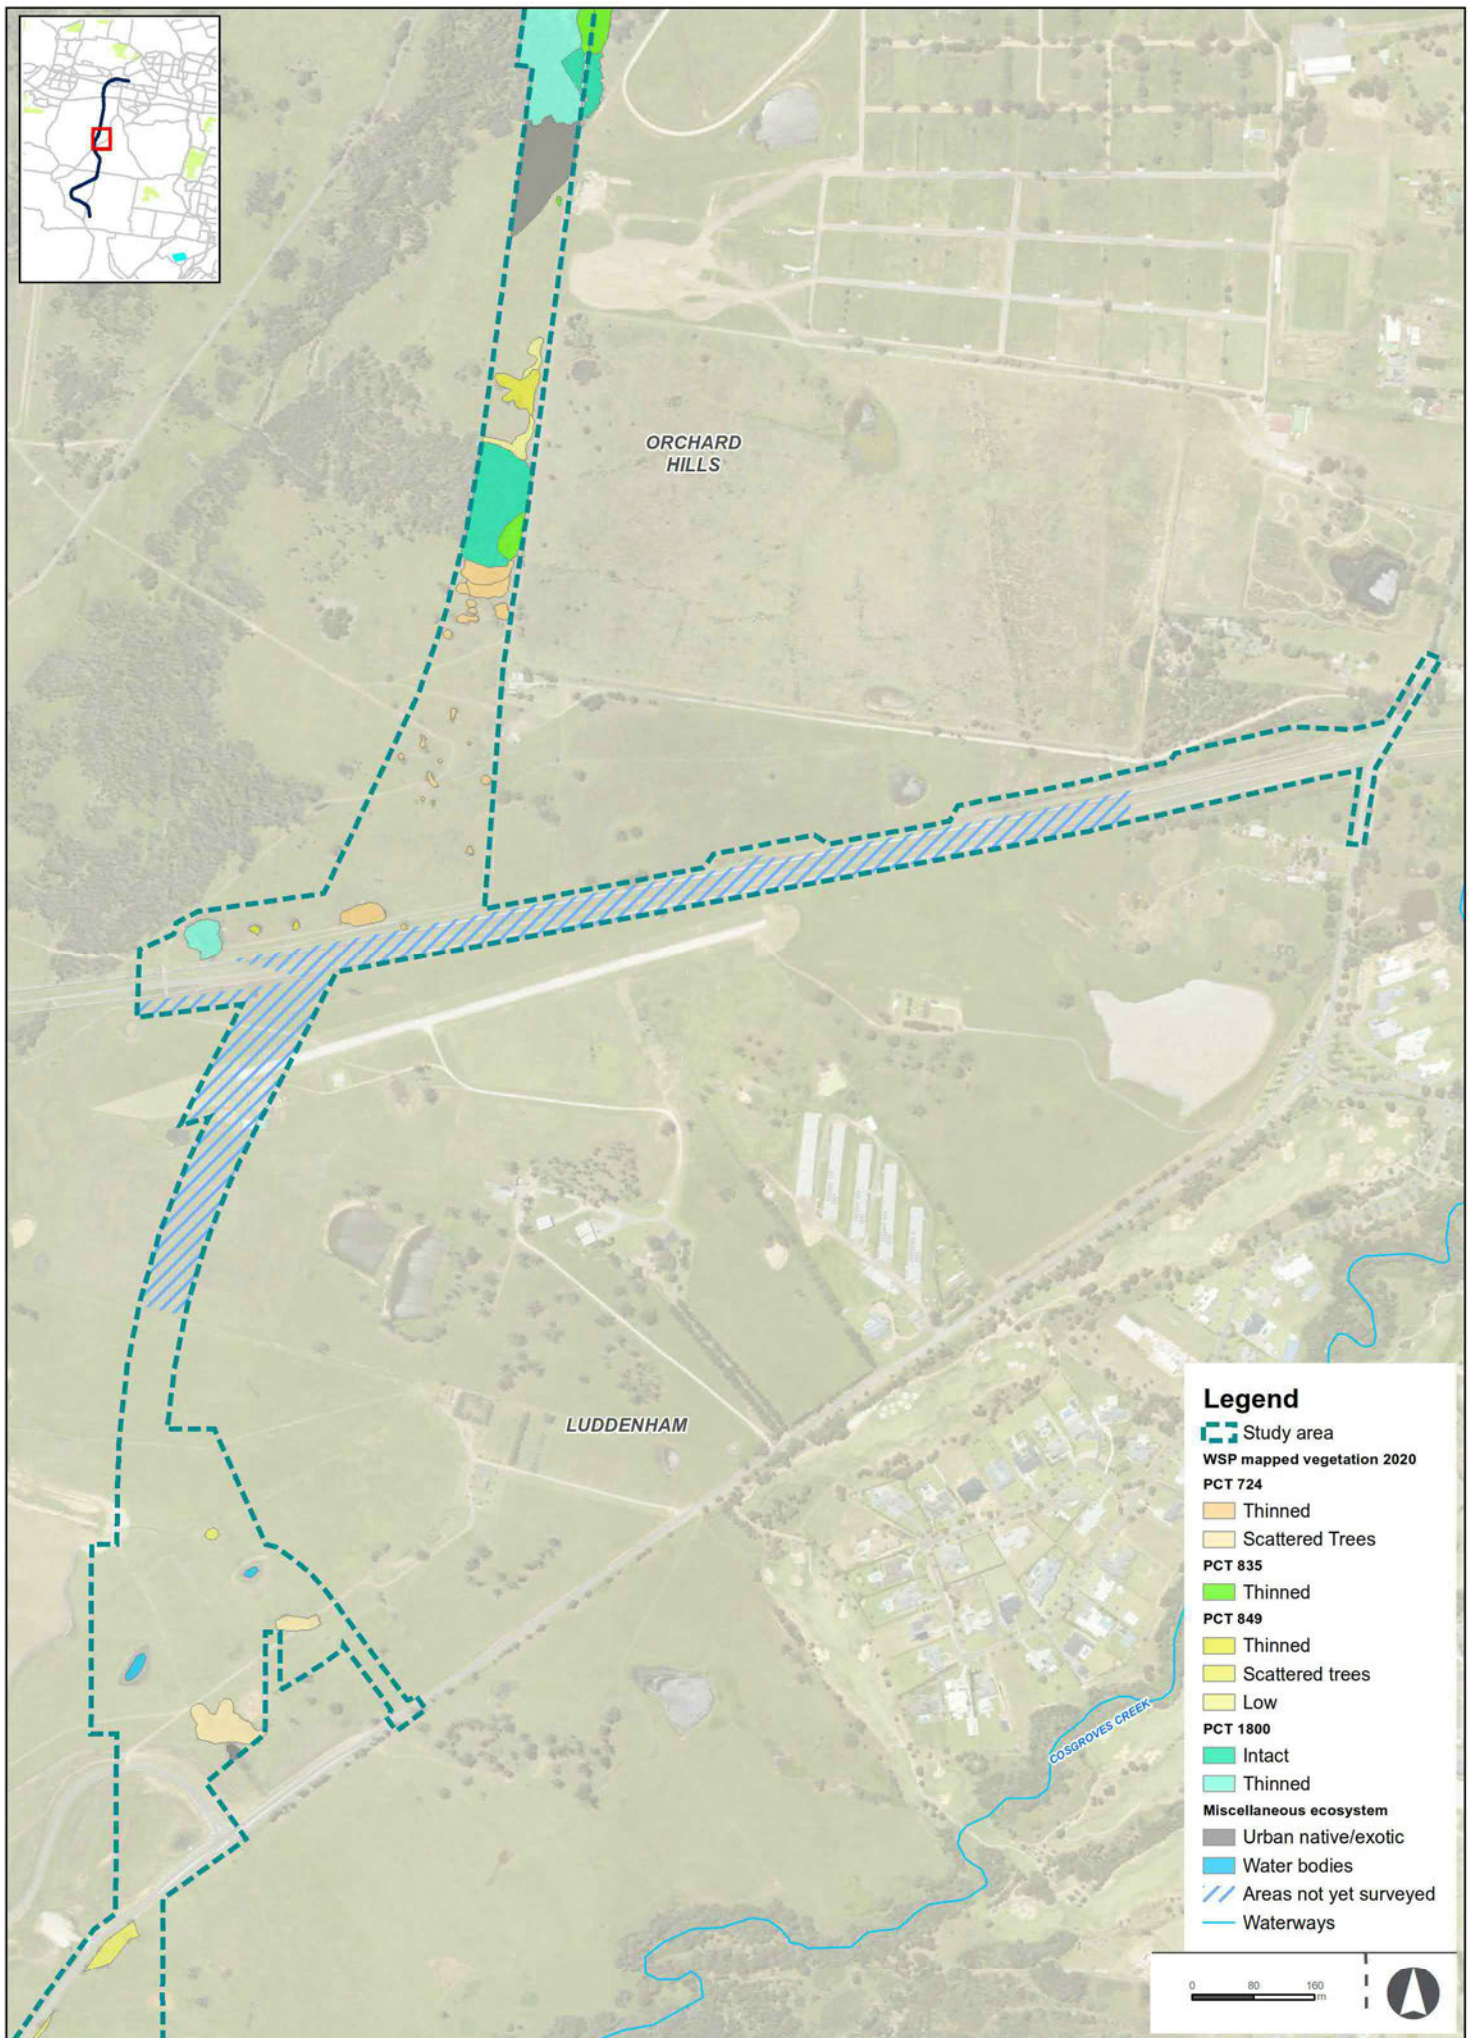 ORCHARD
HILLS
LUDDENHAM
COSGROVES CREEK
Legend
Study area
WSP mapped vegetation 2020
PCT 724
Thinned
Scattered Trees
PCT 835
Thinned
PCT 849
Thinned
Scattered trees
Low
PCT 1800
Intact
Thinned
Miscellaneous ecosystem
Urban native/exotic
Water bodies
Areas not yet surveyed
Waterways
0 80 160
m